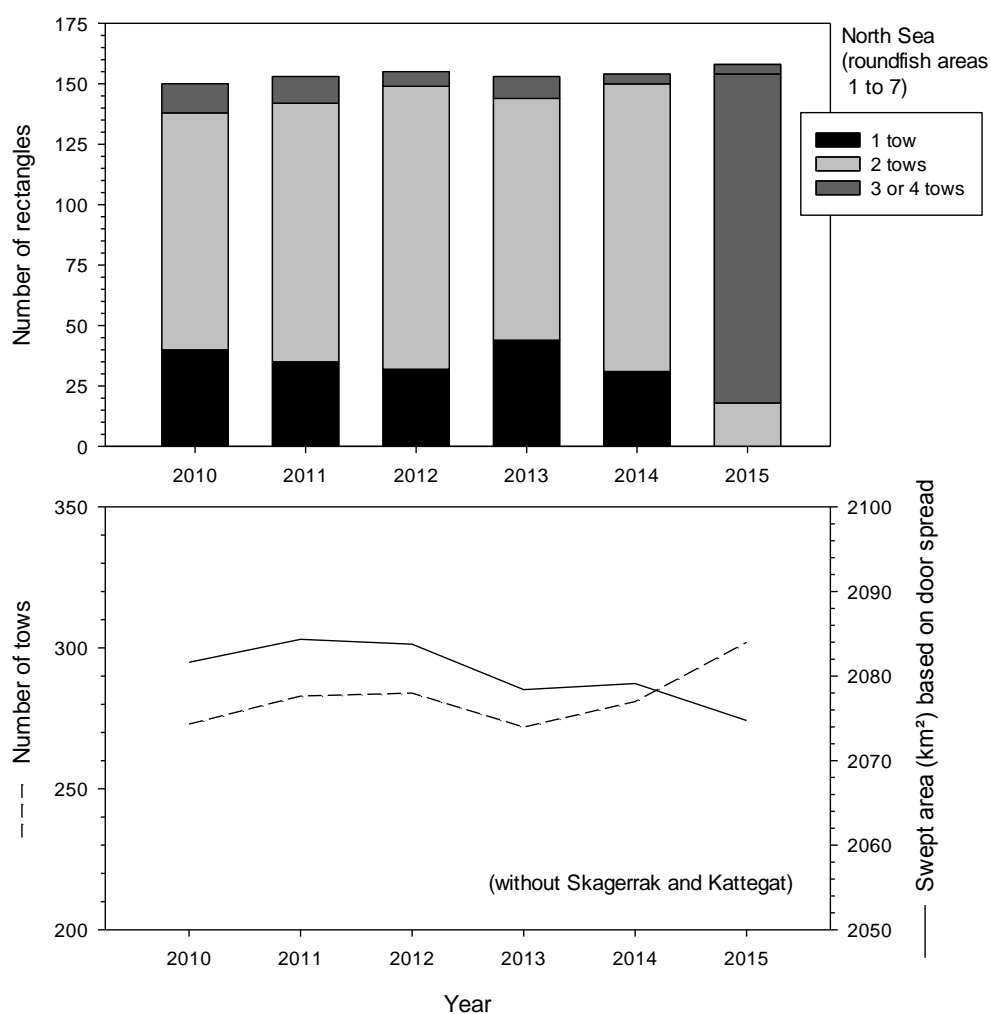 175
150
125
100
75
50
25
0
Number of rectangles
2010 2011 2012 2013 2014 2015
North Sea
(roundfish areas
1 to 7)
1 tow
2 tows
3 or 4 tows
350
300
250
200
Number of tows
2100
2090
2080
2070
2060
2050
Swept area (km²) based on door spread
(without Skagerrak and Kattegat)
2010 2011 2012 2013 2014 2015
Year